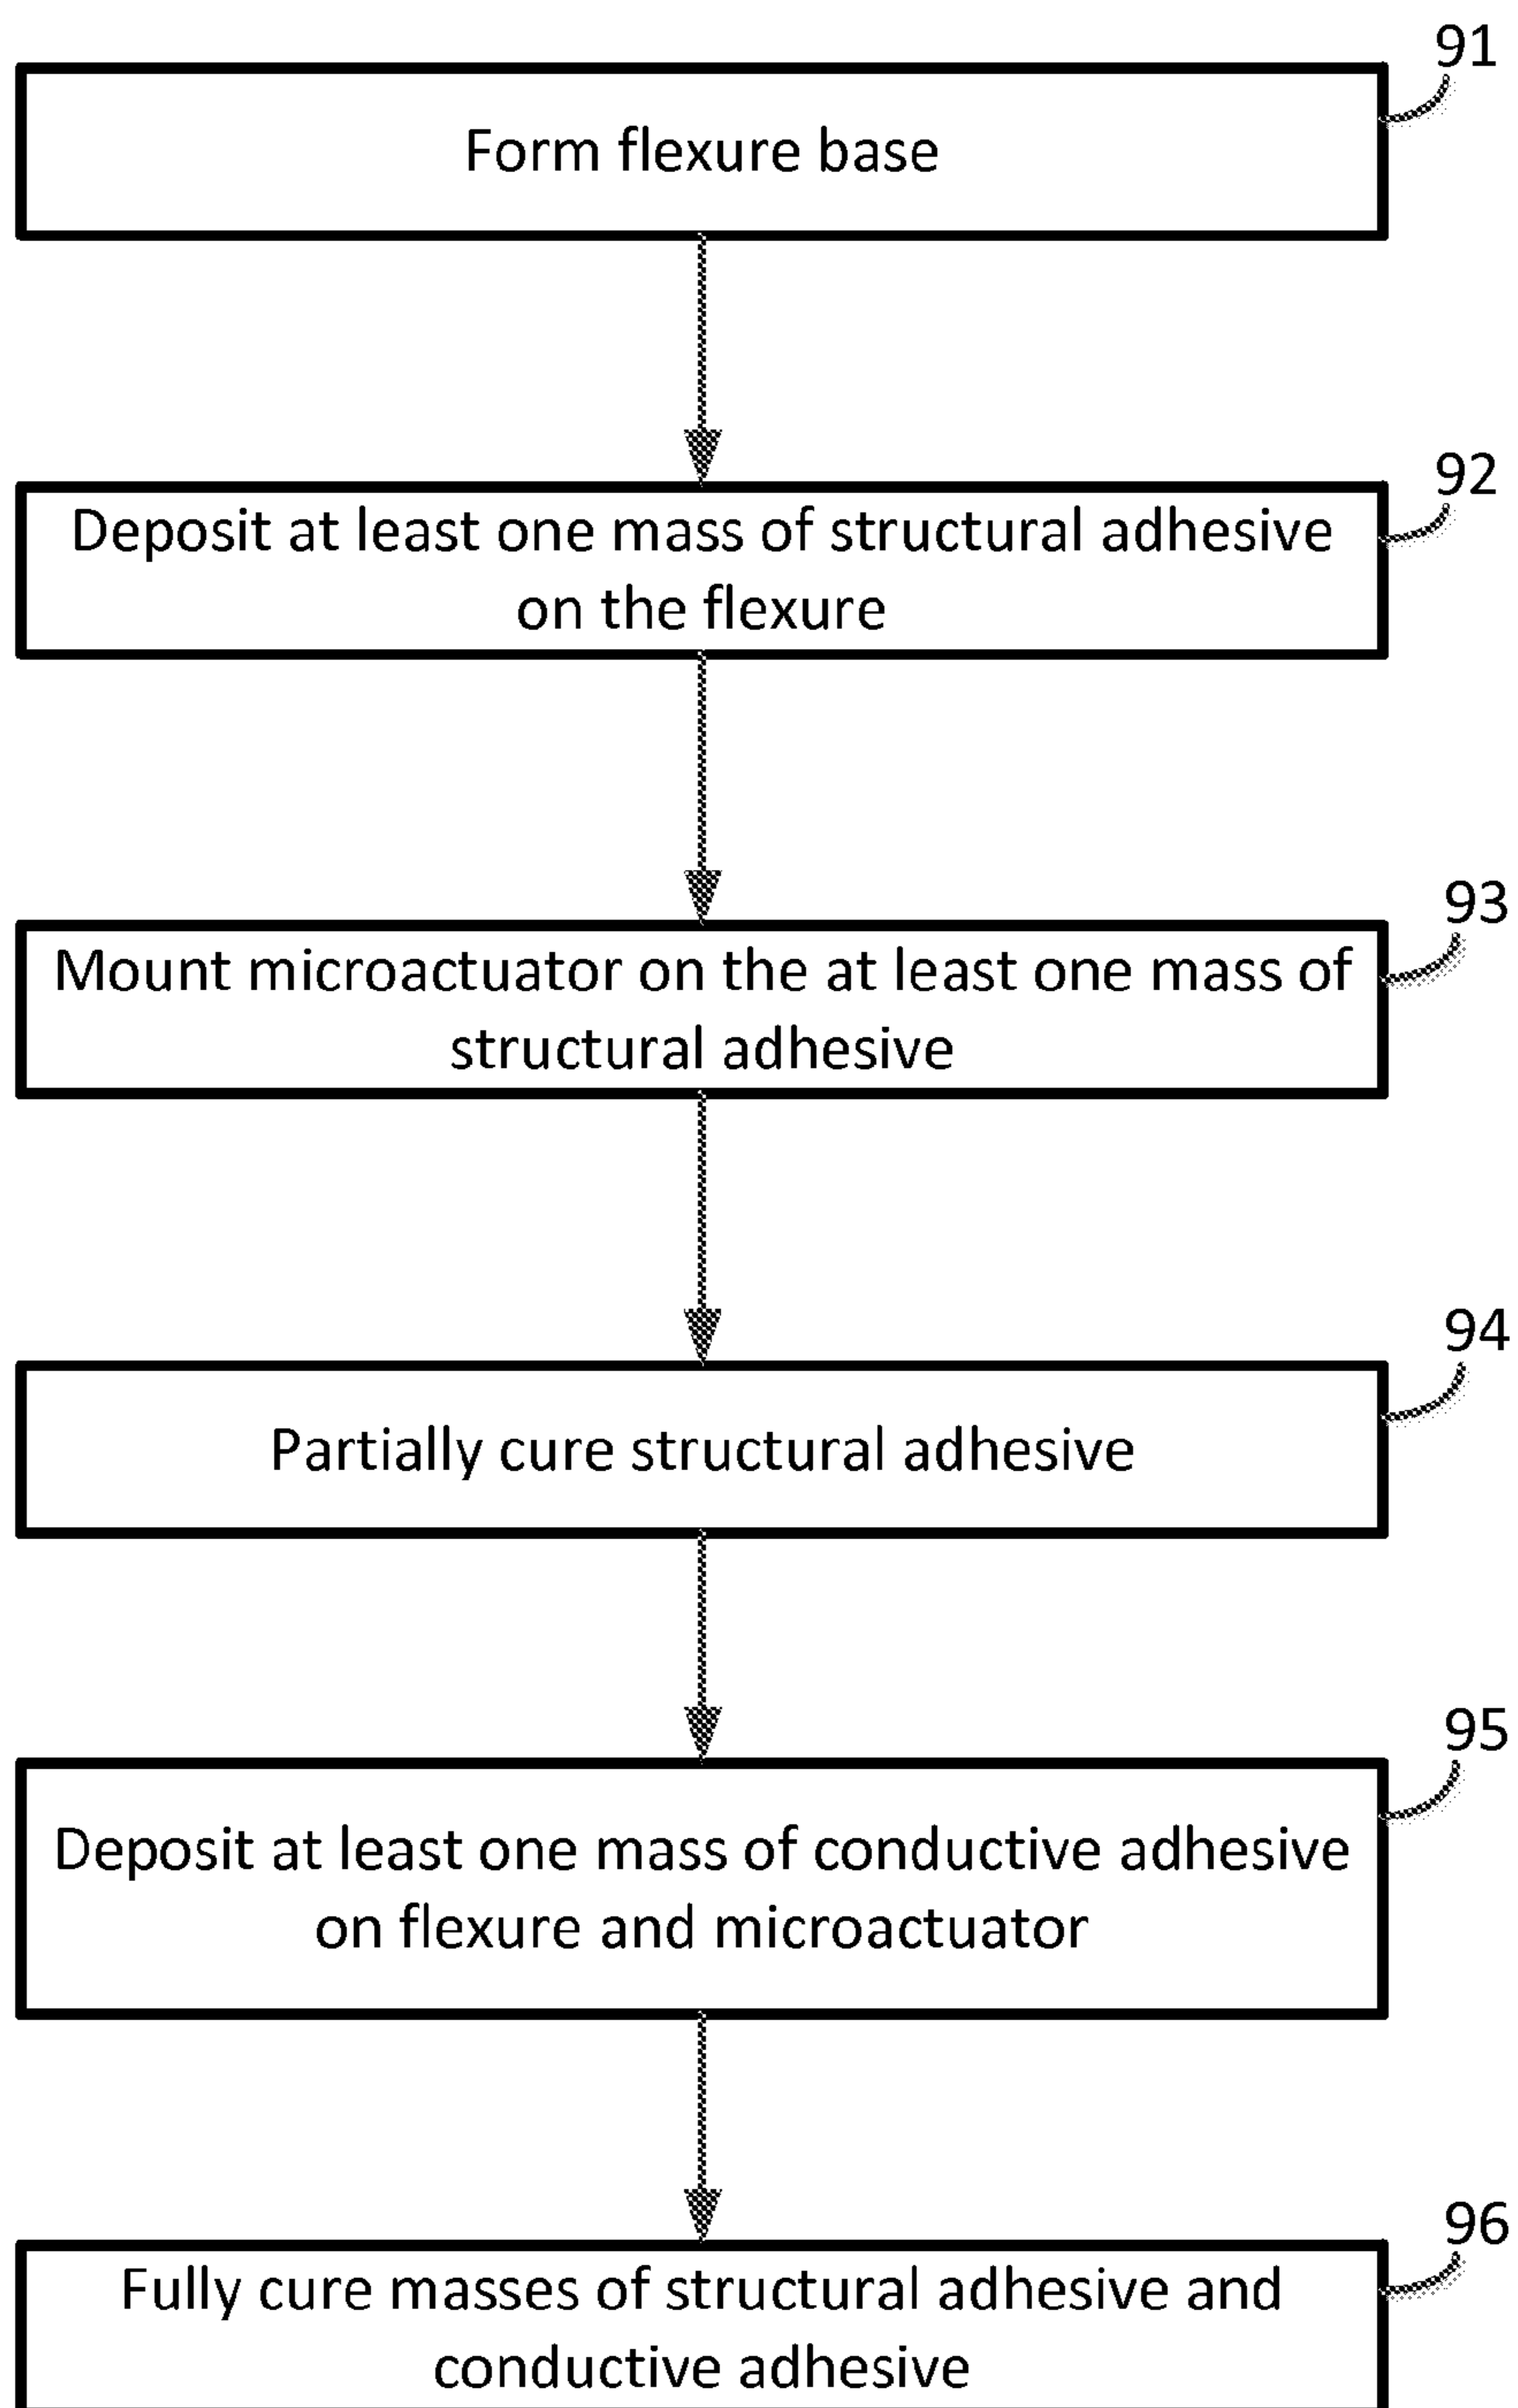 91
Form flexure base
92
Deposit at least one mass of structural adhesive
on the flexure
93
Mount microactuator on the at least one mass of
structural adhesive
94
Partially cure structural adhesive
95
Deposit at least one mass of conductive adhesive
on flexure and microactuator
96
Fully cure masses of structural adhesive and
conductive adhesive